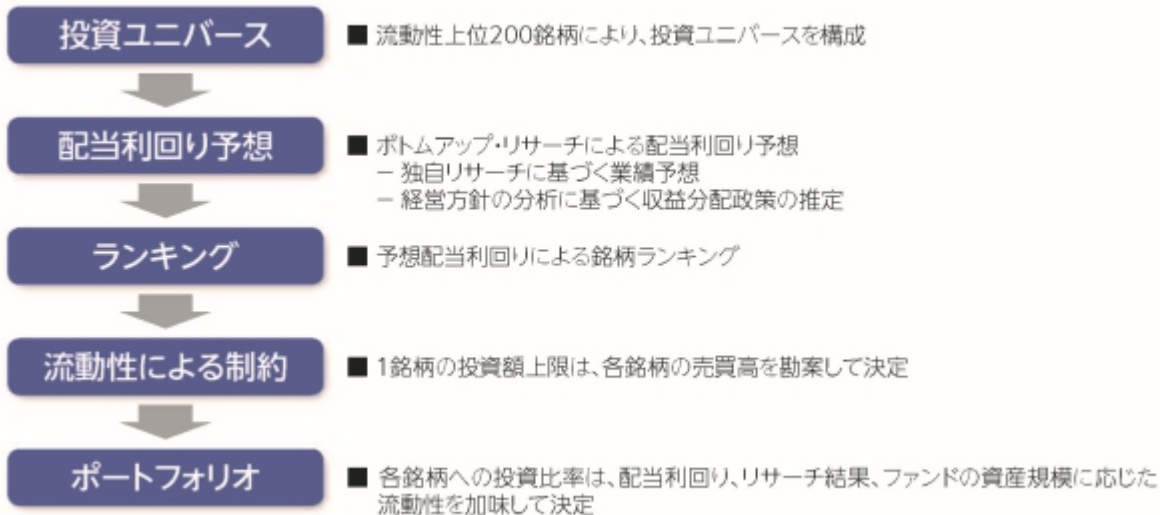 投資ユニバース
■ 流動性上位200銘柄により、投資ユニバースを構成
配当利回り予想
■ ボトムアップ・リサーチによる配当利回り予想
− 独自リサーチに基づく業績予想
− 経営方針の分析に基づく収益分配政策の推定
ランキング
■ 予想配当利回りによる銘柄ランキング
流動性による制約
■ 1銘柄の投資額上限は、各銘柄の売買高を勘案して決定
ポートフォリオ
■ 各銘柄への投資比率は、配当利回り、リサーチ結果、ファンドの資産規模に応じた
流動性を加味して決定